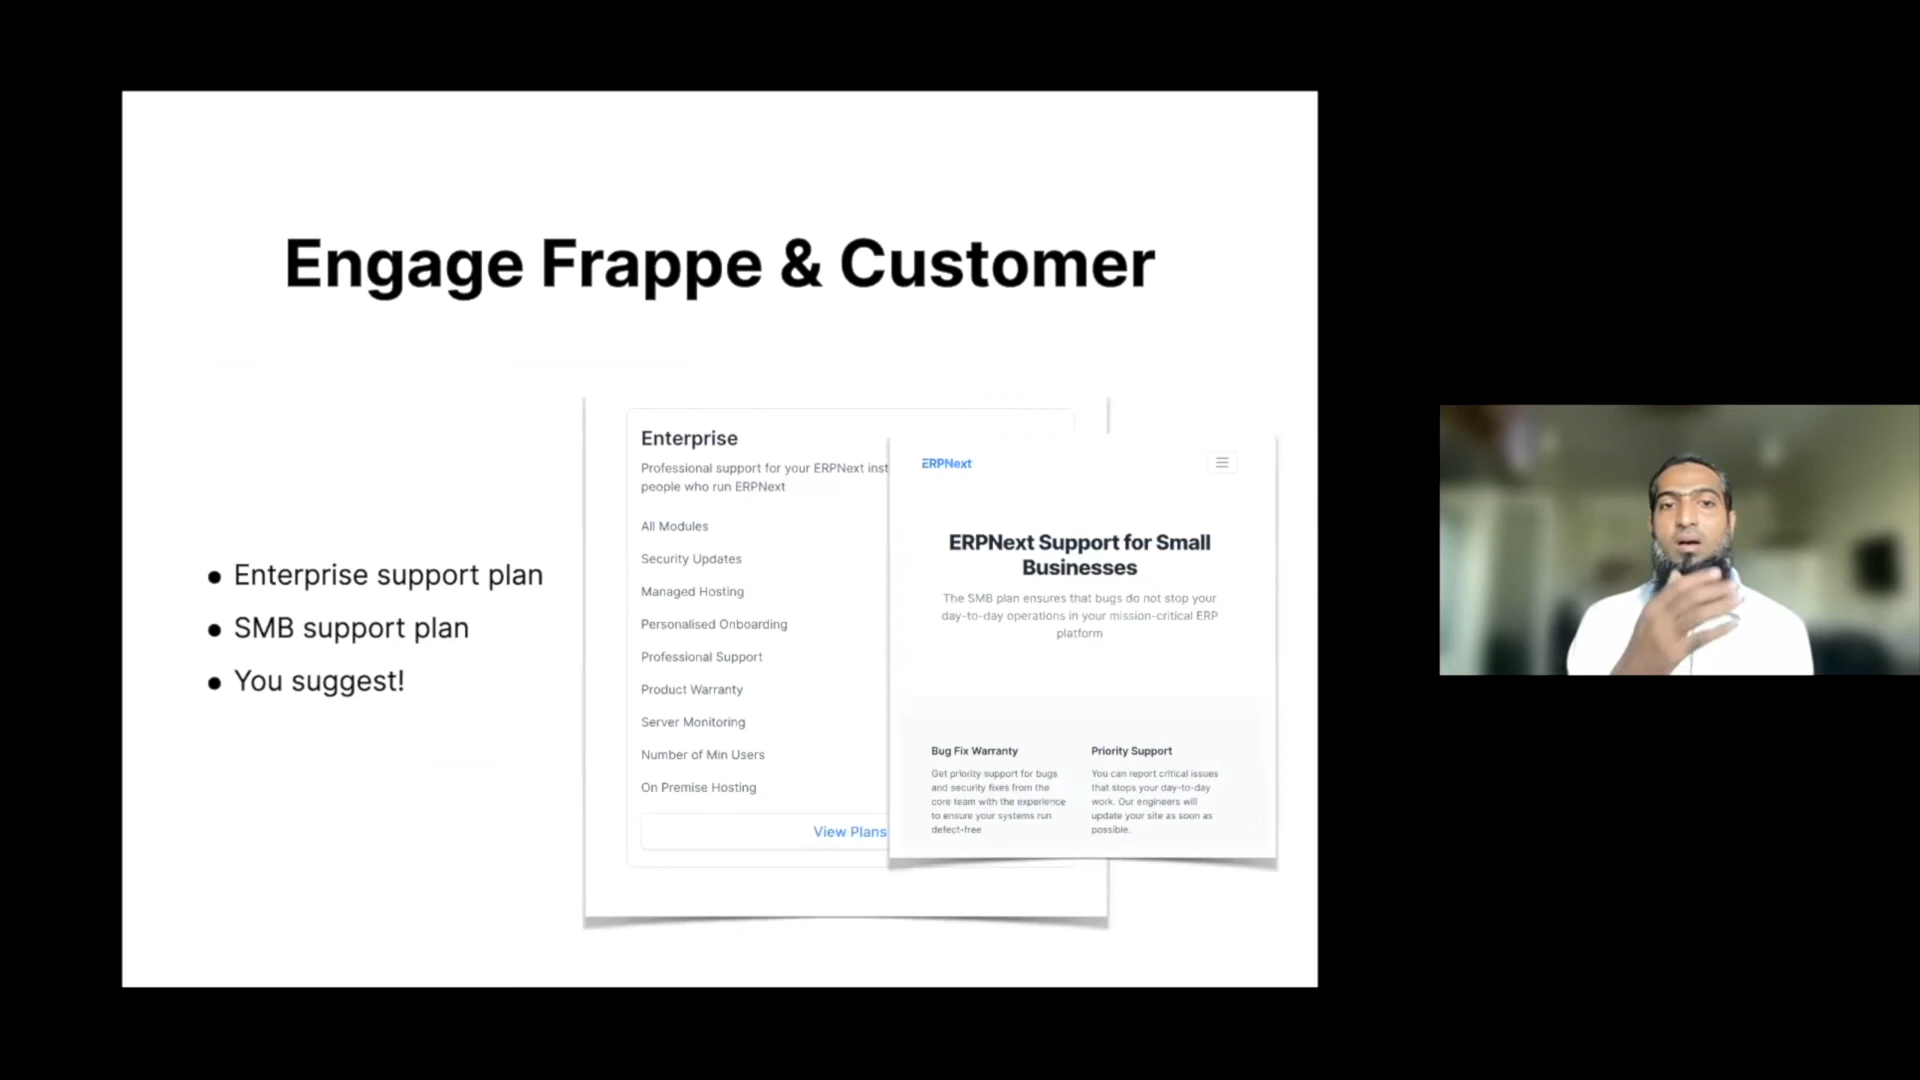 Engage Frappe & Customer
• Enterprise support plan
• SMB support plan
• You suggest!
Enterprise
Professional support for your ERPNext inst
people who run ERPNext
All Modules
Security Updates
Managed Hosting
Personalised Onboarding
Professional Support
Product Warranty
Server Monitoring
Number of Min Users
On Premise Hosting
View Plans
ERPNext
ERPNext Support for Small
Businesses
The SMB plan ensures that bugs do not stop your
day-to-day operations in your mission-critical ERP
platform
Bug Fix Warranty
Get priority support for bugs
and security fixes from the
core team with the experience
to ensure your systems run
defect-free
Priority Support
You can report critical issues
that stops your day-to-day
work. Our engineers will
update your site as soon as
possible.